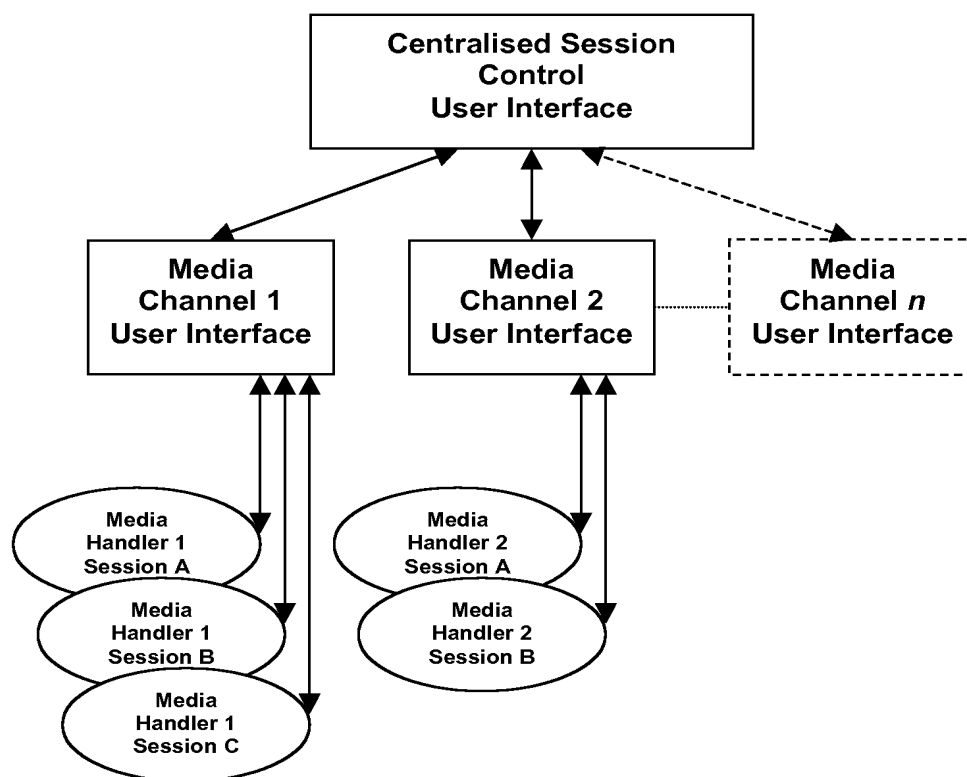 Centralised Session
Control
User Interface
Media
Channel 1
User Interface
Media
Channel 2
User Interface
Media
Channel n
User Interface
Media
Handler 1
Session A
Media
Handler 1
Session B
Media
Handler 1
Session C
Media
Handler 2
Session A
Media
Handler 2
Session B